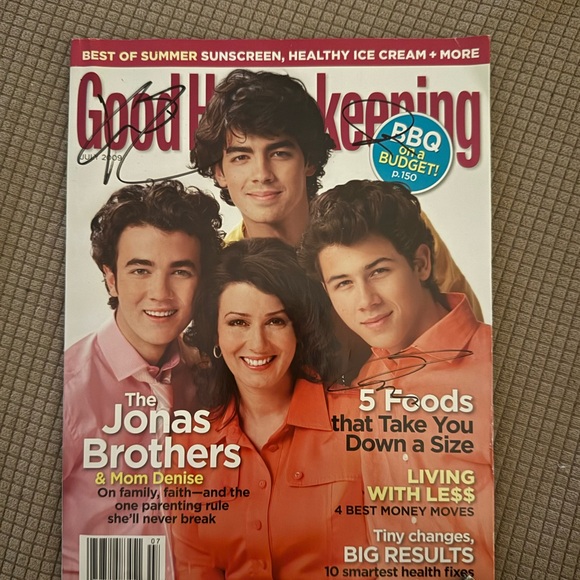 BEST OF SUMMER SUNSCREEN, HEALTHY ICE CREAM + MORE
Good H keeping
JULY 2009
BBQ
on a
BUDGET!
p.150
The
Jonas
Brothers
& Mom Denise
On family, faith—and the
one parenting rule
she'll never break
5 Foods
that Take You
Down a Size
LIVING
WITH LE$$
4 BEST MONEY MOVES
Tiny changes,
BIG RESULTS
10 smartest health fixes
07